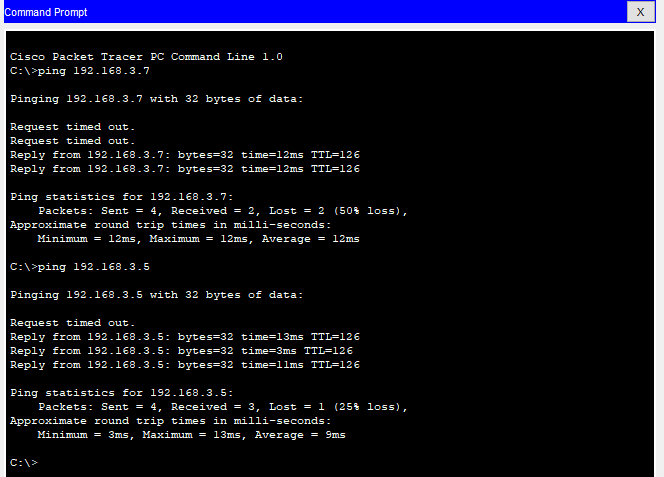 Command Prompt
X
Cisco Packet Tracer PC Command Line 1.0
C:\>ping 192.168.3.7
Pinging 192.168.3.7 with 32 bytes of data:
Request timed out.
Request timed out.
Reply from 192.168.3.7: bytes=32 time=12ms TTL=126
Reply from 192.168.3.7: bytes=32 time=12ms TTL=126
Ping statistics for 192.168.3.7:
Packets: Sent = 4, Received = 2, Lost = 2 (50% loss),
Approximate round trip times in milli-seconds:
Minimum = 12ms, Maximum = 12ms, Average = 12ms
C:\>ping 192.168.3.5
Pinging 192.168.3.5 with 32 bytes of data:
Request timed out.
Reply from 192.168.3.5: bytes=32 time=13ms TTL=126
Reply from 192.168.3.5: bytes=32 time=3ms TTL=126
Reply from 192.168.3.5: bytes=32 time=11ms TTL=126
Ping statistics for 192.168.3.5:
Packets: Sent = 4, Received = 3, Lost = 1 (25% loss),
Approximate round trip times in milli-seconds:
Minimum = 3ms, Maximum = 13ms, Average = 9ms
C:\>